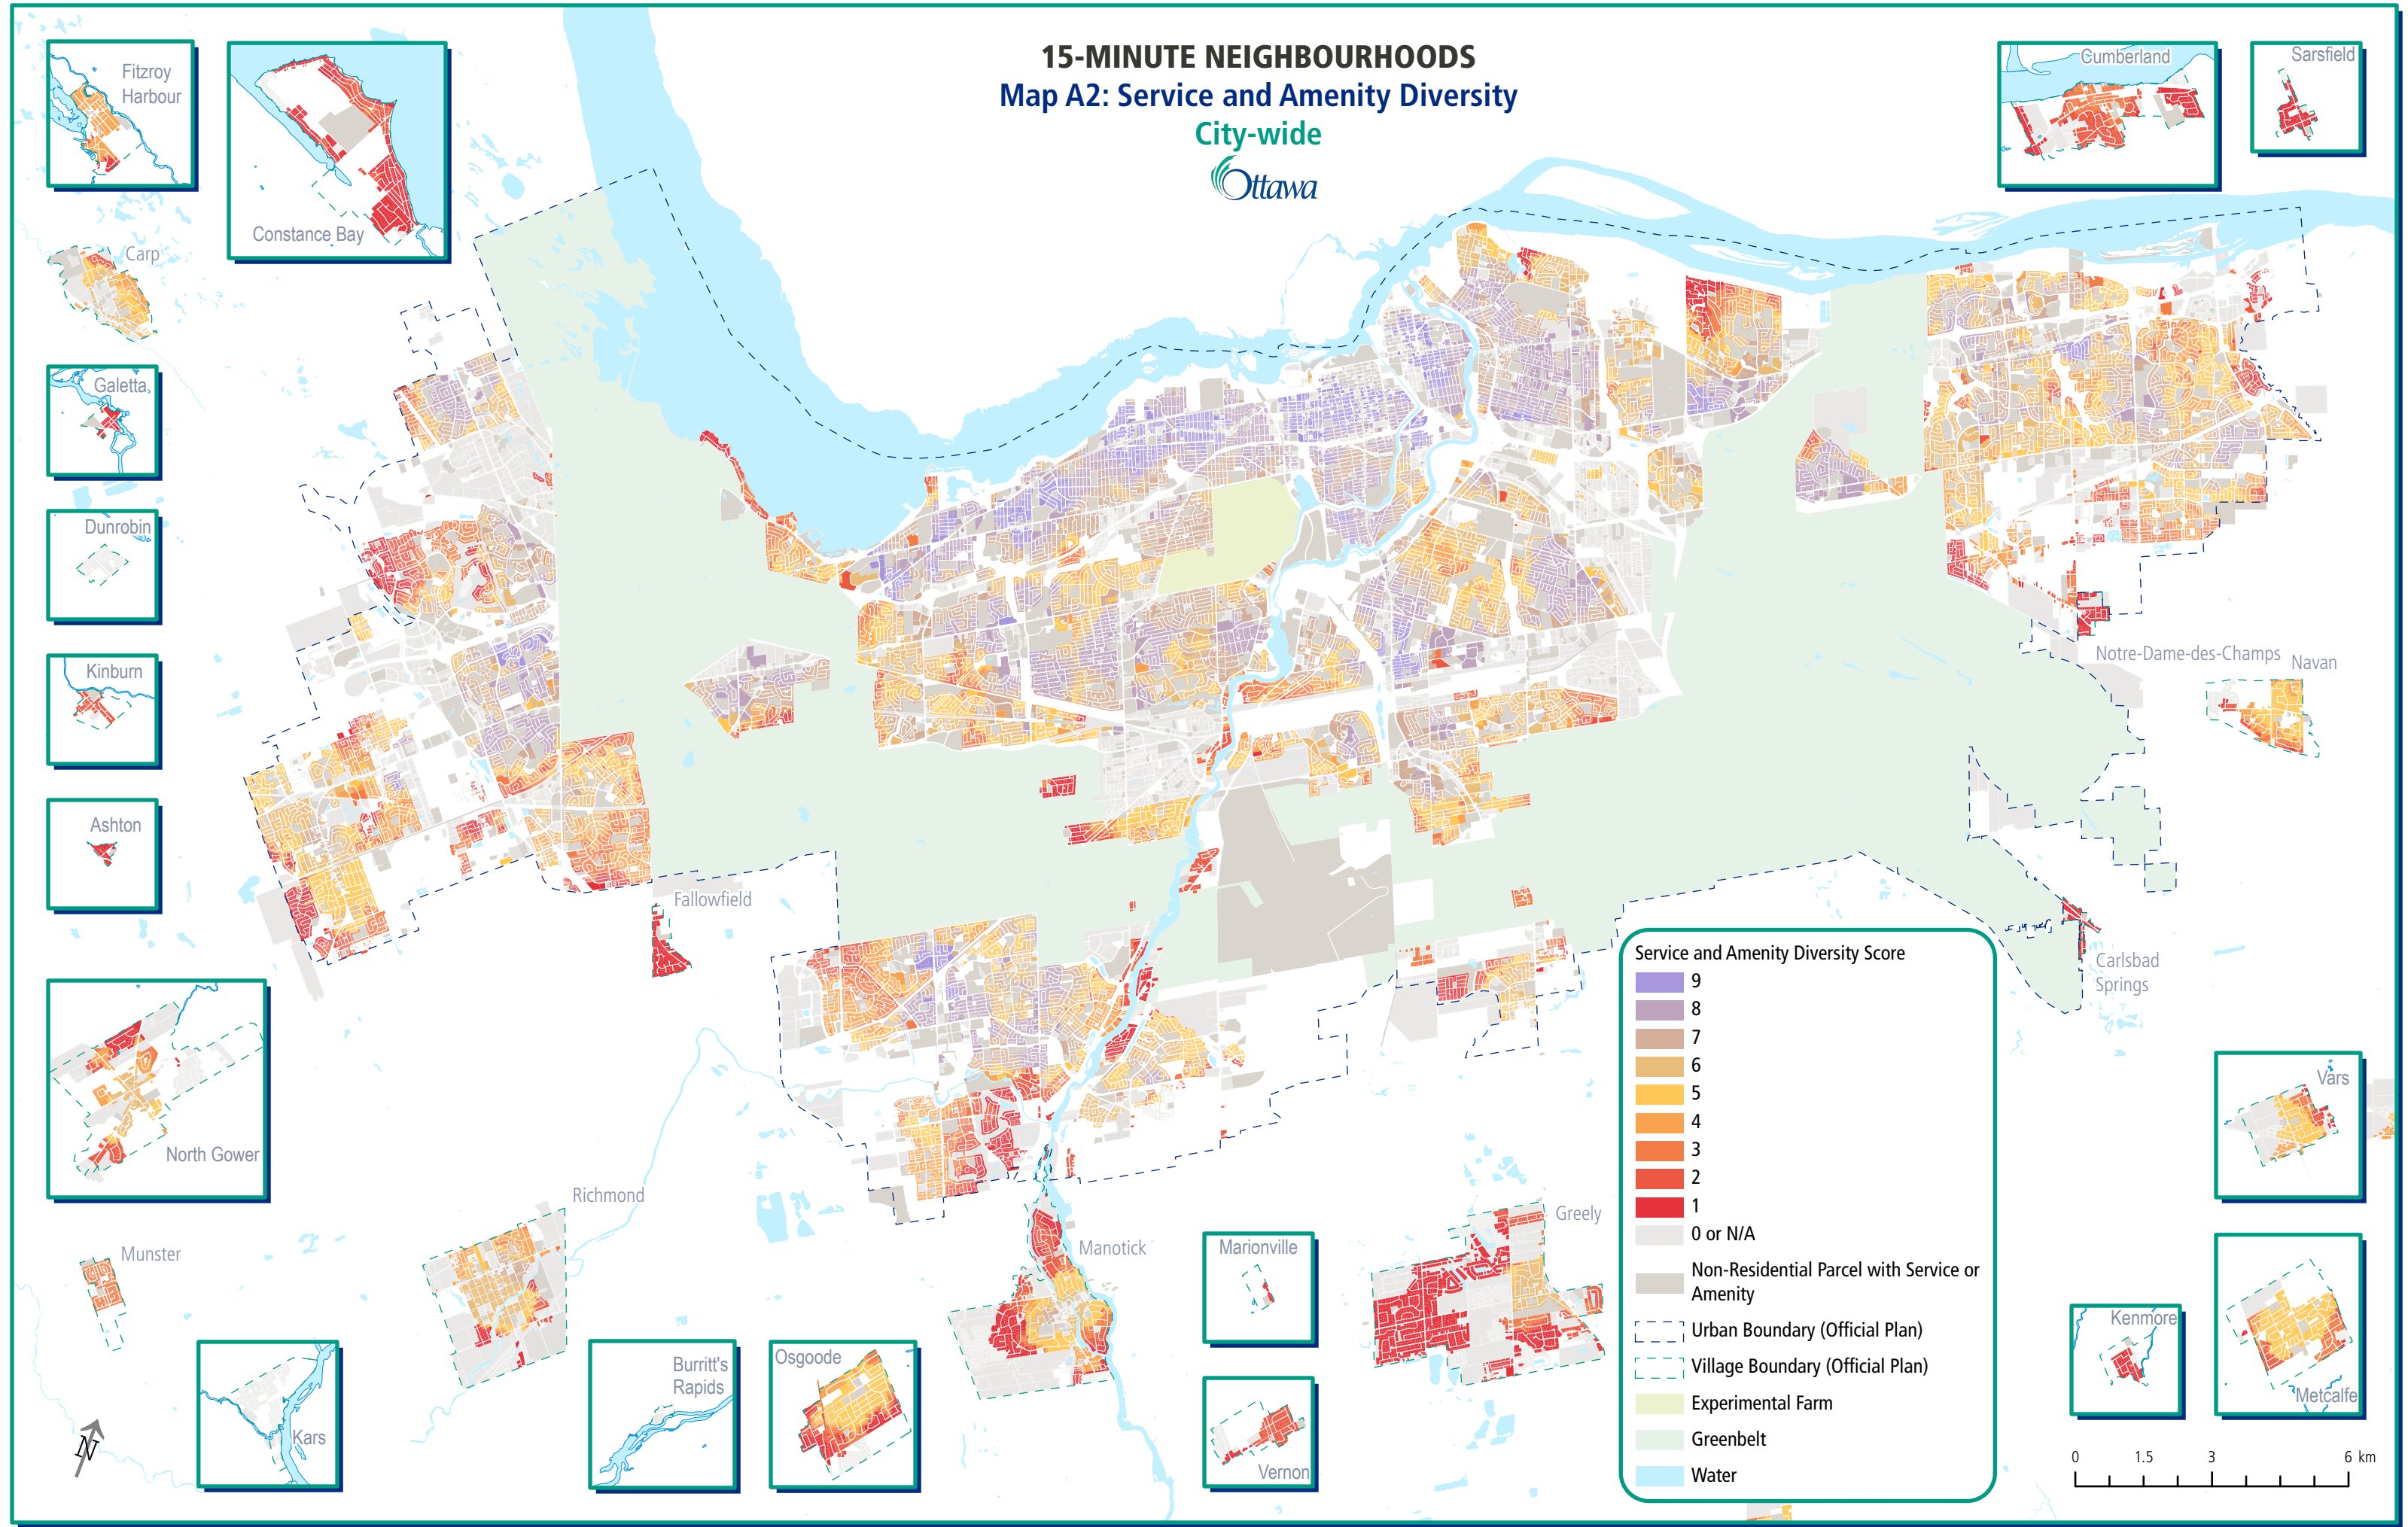 15-MINUTE NEIGHBOURHOODS
Map A2: Service and Amenity Diversity
City-wide
Ottawa
Fitzroy
Harbour
Constance Bay
Cumberland
Sarsfield
Carp
Galetta
Dunrobin
Kinburn
Ashton
Notre-Dame-des-Champs
Navan
Fallowfield
Carlsbad
Springs
North Gower
Vars
Richmond
Munster
Manotick
Marionville
Greely
Kenmore
Metcalfe
Kars
Burritt's
Rapids
Osgoode
Vernon
N
Service and Amenity Diversity Score
9
8
7
6
5
4
3
2
1
0 or N/A
Non-Residential Parcel with Service or
Amenity
Urban Boundary (Official Plan)
Village Boundary (Official Plan)
Experimental Farm
Greenbelt
Water
0 1.5 3 6 km